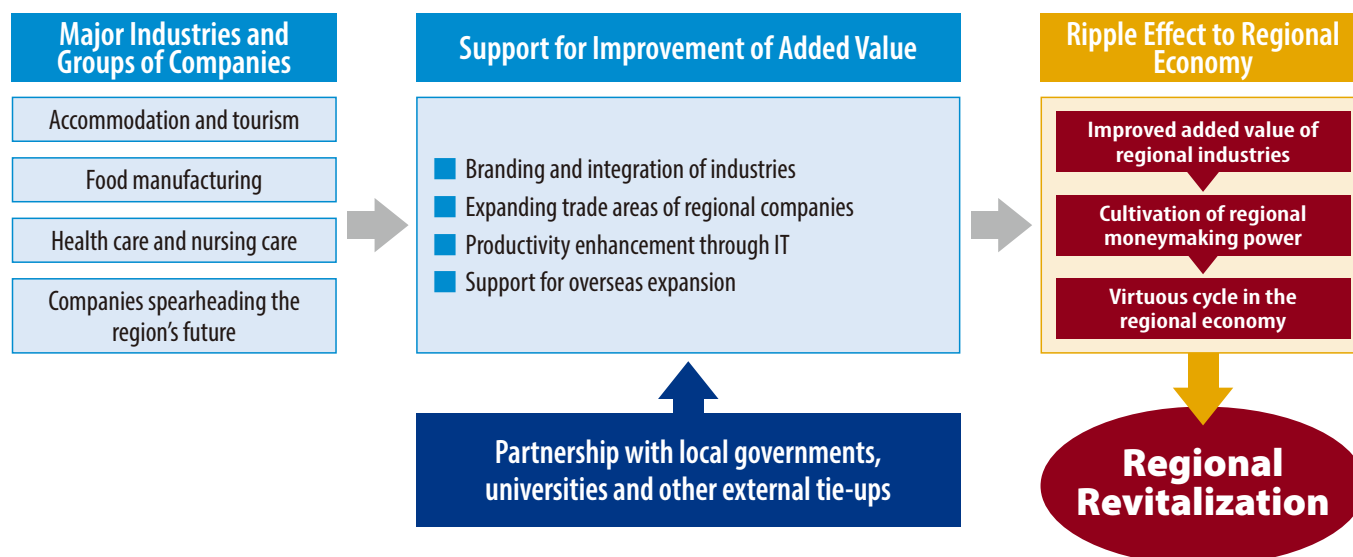 Major Industries and
Groups of Companies
Accommodation and tourism
Food manufacturing
Health care and nursing care
Companies spearheading the
region’s future
Support for Improvement of Added Value
Branding and integration of industries
Expanding trade areas of regional companies
Productivity enhancement through IT
Support for overseas expansion
Partnership with local governments,
universities and other external tie-ups
Ripple Effect to Regional
Economy
Improved added value of
regional industries
Cultivation of regional
moneymaking power
Virtuous cycle in the
regional economy
Regional
Revitalization